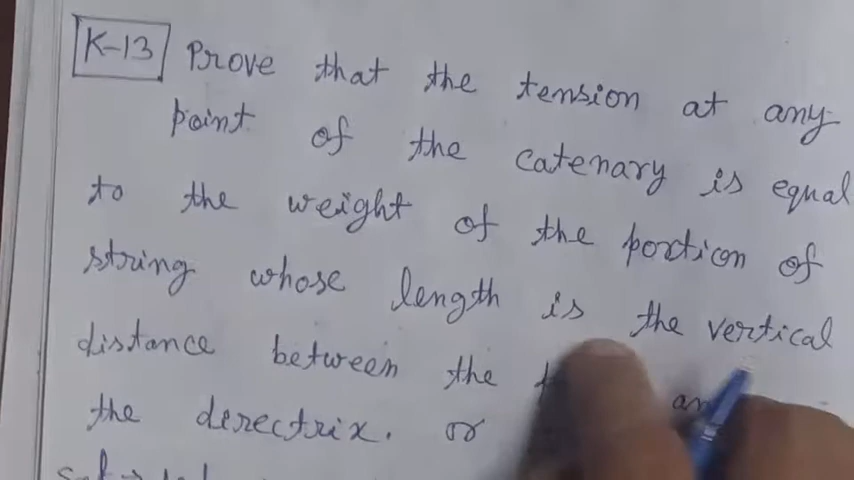 K-13 Prove that the tension at any
point of the catenary is equal
to the weight of the portion of
string whose length is the vertical
distance between the
the derectrix. or